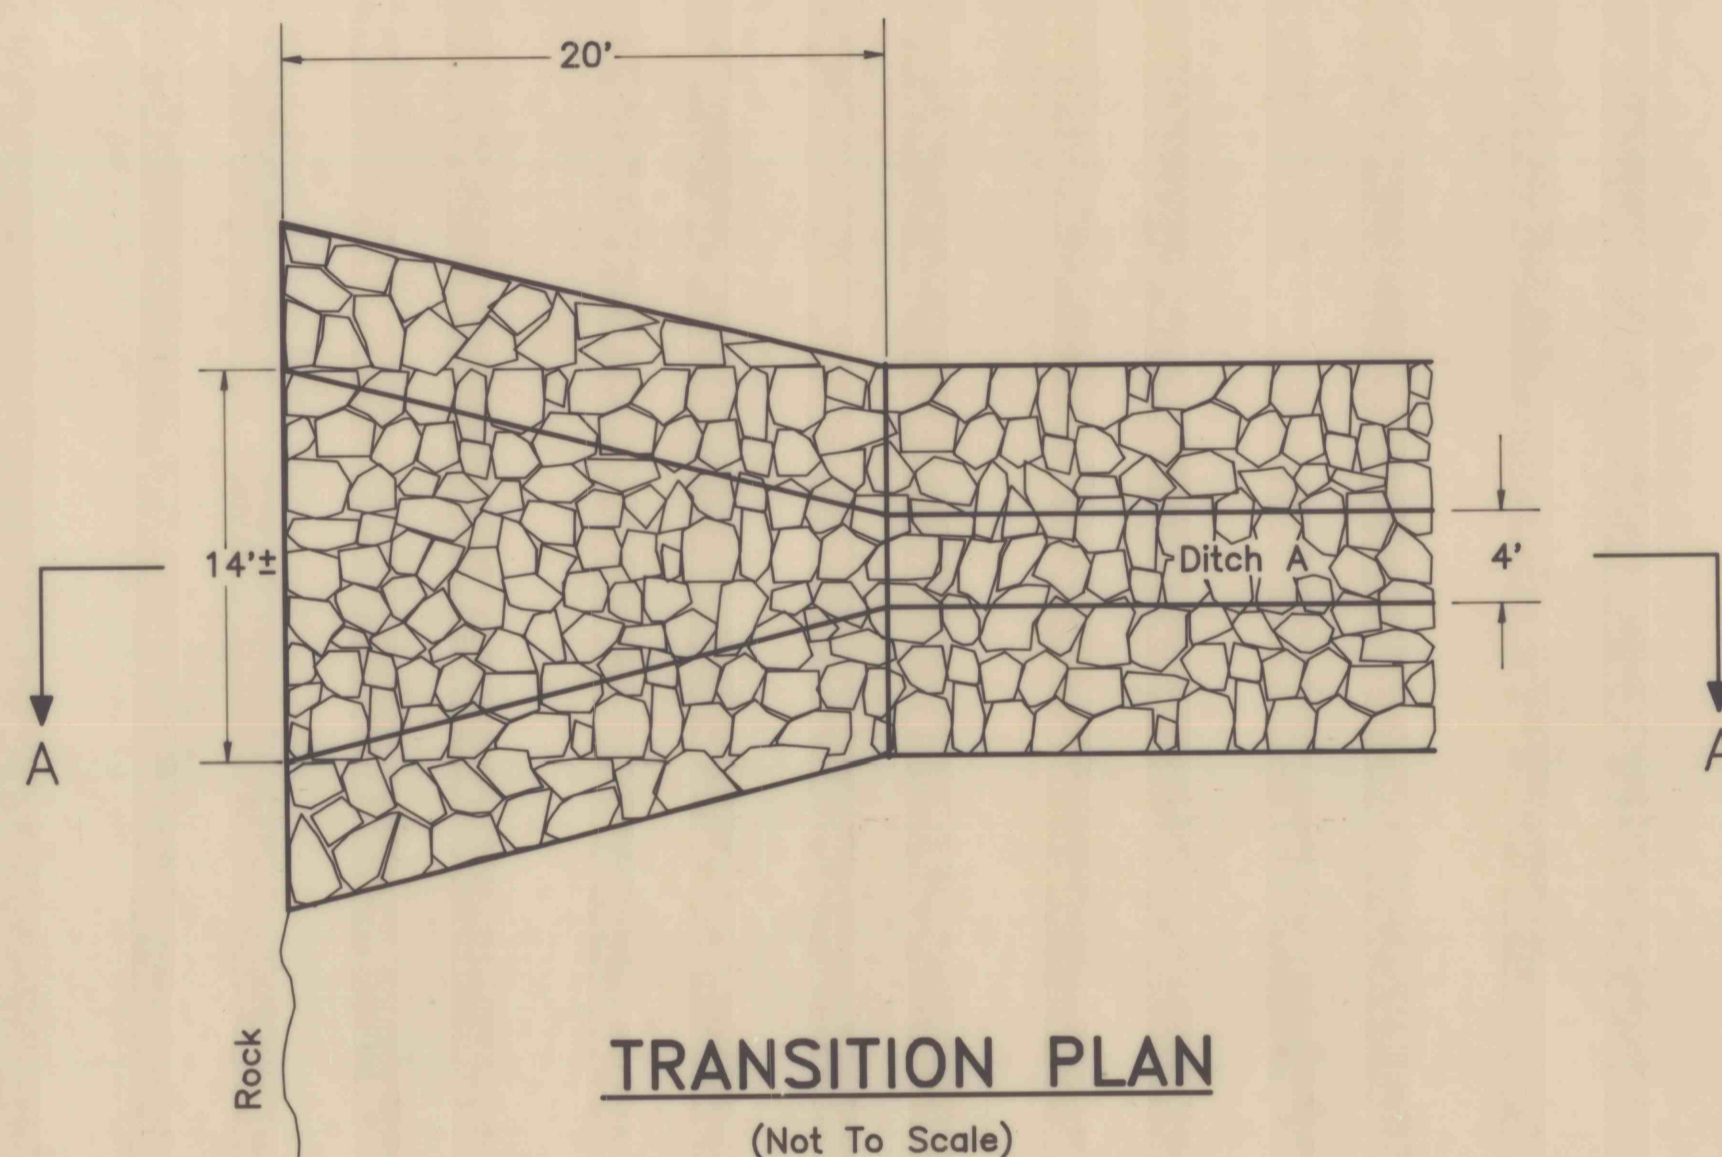 20'
14'±
Ditch A
4'
A
A
Rock
TRANSITION PLAN
(Not To Scale)